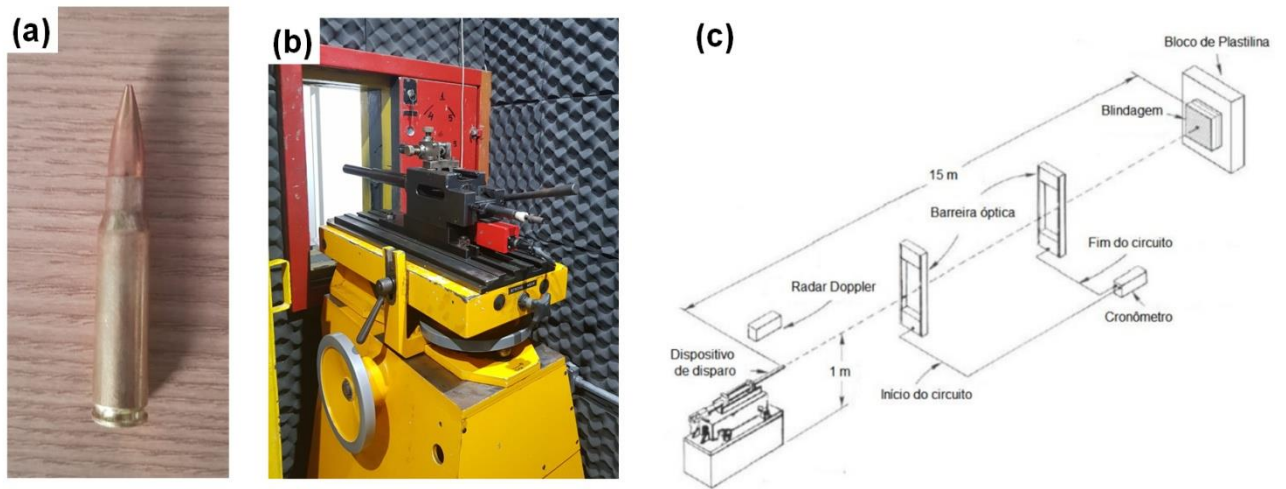 (a)
(b)
(c)
Bloco de Plastilina
Blindagem
15 m
Barreira óptica
Fim do circuito
Radar Doppler
Cronômetro
Dispositivo
de disparo
1 m
Início do circuito